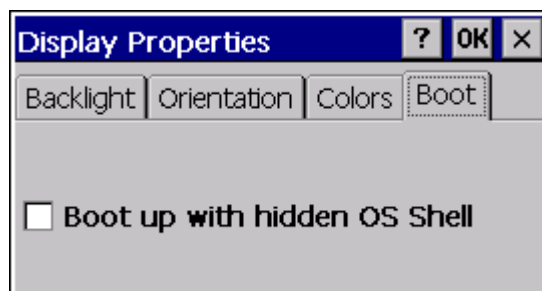 Display Properties ? OK ×
Backlight Orientation Colors Boot
Boot up with hidden OS Shell